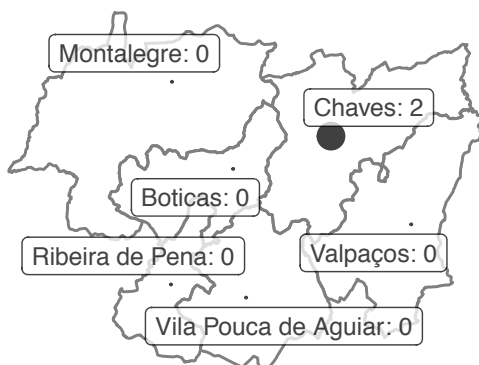 Montalegre: 0
Chaves: 2
Boticas: 0
Ribeira de Pena: 0
Valpaços: 0
Vila Pouca de Aguiar: 0